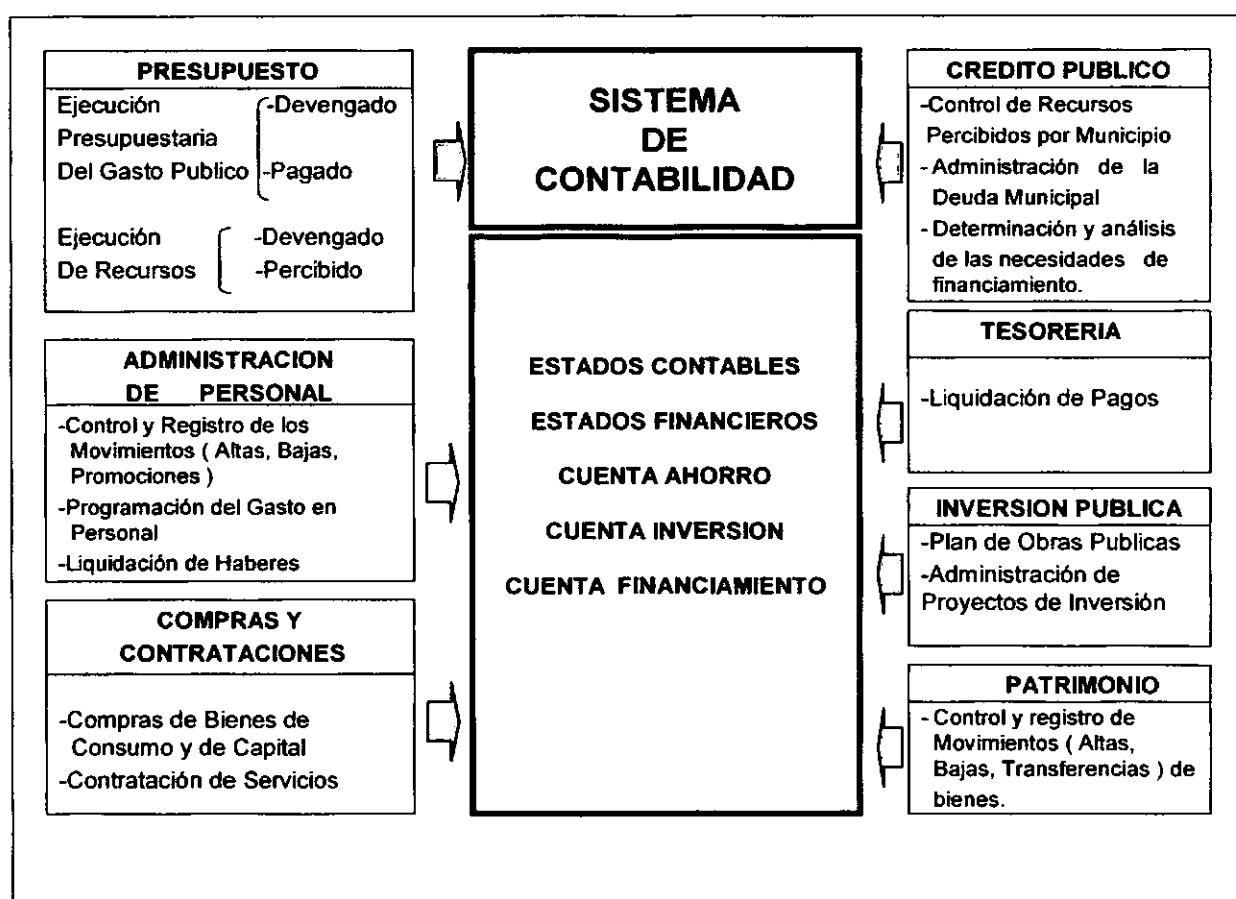 PRESUPUESTO
Ejecución -Devengado
Presupuestaria
Del Gasto Publico -Pagado
Ejecución -Devengado
De Recursos -Percibido
ADMINISTRACION
DE PERSONAL
-Control y Registro de los
Movimientos ( Altas, Bajas,
Promociones )
-Programación del Gasto en
Personal
-Liquidación de Haberes
COMPRAS Y
CONTRATACIONES
-Compras de Bienes de
Consumo y de Capital
-Contratación de Servicios
SISTEMA
DE
CONTABILIDAD
ESTADOS CONTABLES
ESTADOS FINANCIEROS
CUENTA AHORRO
CUENTA INVERSION
CUENTA FINANCIAMIENTO
CREDITO PUBLICO
-Control de Recursos
Percibidos por Municipio
- Administración de la
Deuda Municipal
- Determinación y análisis
de las necesidades de
financiamiento.
TESORERIA
-Liquidación de Pagos
INVERSION PUBLICA
-Plan de Obras Publicas
-Administración de
Proyectos de Inversión
PATRIMONIO
- Control y registro de
Movimientos ( Altas,
Bajas, Transferencias ) de
bienes.